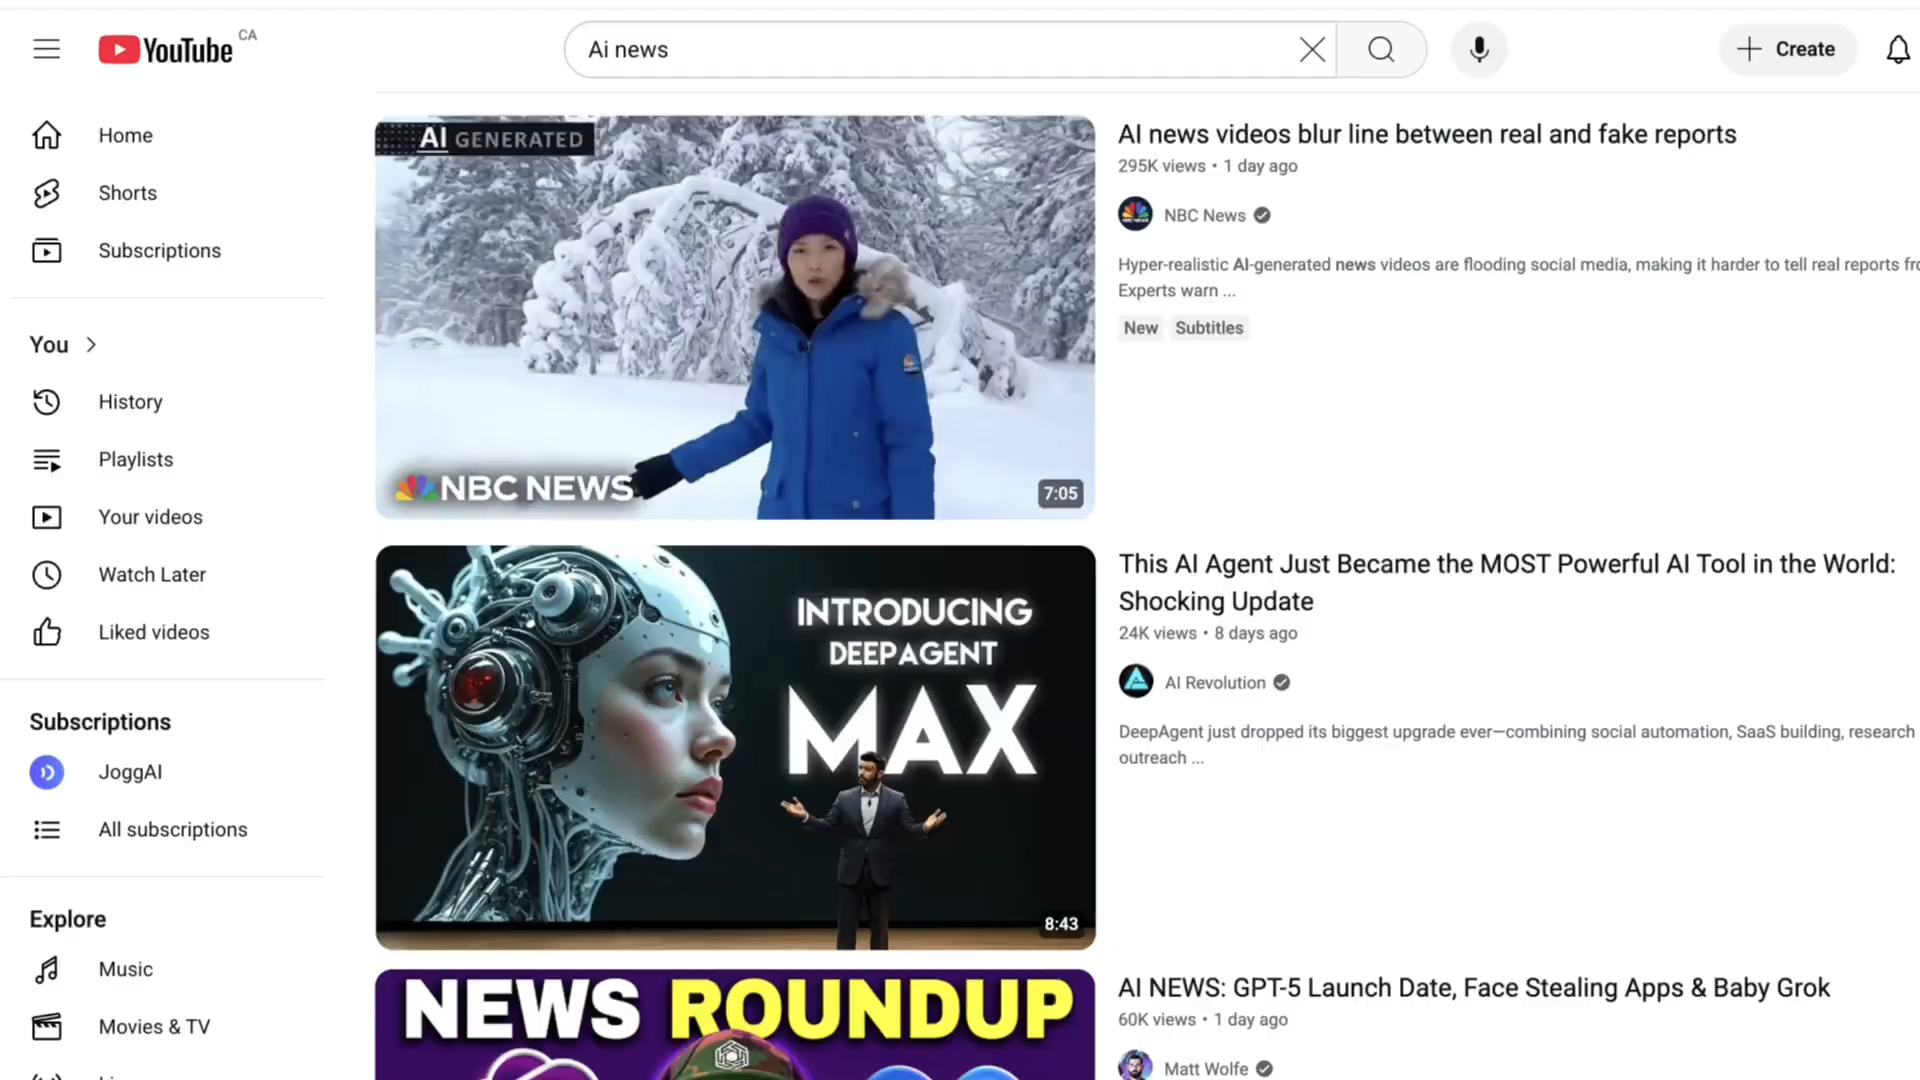 YouTube CA
Ai news
Create
Home
Shorts
Subscriptions
You
History
Playlists
Your videos
Watch Later
Liked videos
Subscriptions
JoggAI
All subscriptions
Explore
Music
Movies & TV
AI GENERATED
NBC NEWS
7:05
AI news videos blur line between real and fake reports
295K views • 1 day ago
NBC News
Hyper-realistic AI-generated news videos are flooding social media, making it harder to tell real reports
Experts warn ...
New Subtitles
INTRODUCING
DEEPAGENT
MAX
8:43
This AI Agent Just Became the MOST Powerful AI Tool in the World:
Shocking Update
24K views • 8 days ago
AI Revolution
DeepAgent just dropped its biggest upgrade ever—combining social automation, SaaS building, research
outreach ...
NEWS ROUNDUP
AI NEWS: GPT-5 Launch Date, Face Stealing Apps & Baby Grok
60K views • 1 day ago
Matt Wolfe